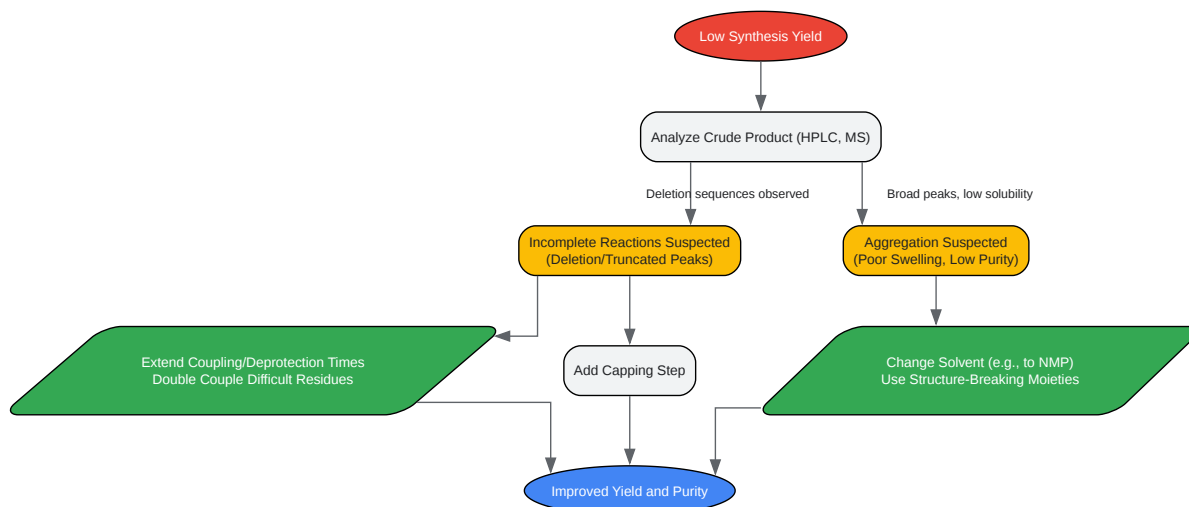 Low Synthesis Yield
Analyze Crude Product (HPLC, MS)
Deletion sequences observed
Broad peaks, low solubility
Incomplete Reactions Suspected
(Deletion/Truncated Peaks)
Aggregation Suspected
(Poor Swelling, Low Purity)
Extend Coupling/Deprotection Times
Double Couple Difficult Residues
Add Capping Step
Change Solvent (e.g., to NMP)
Use Structure-Breaking Moieties
Improved Yield and Purity